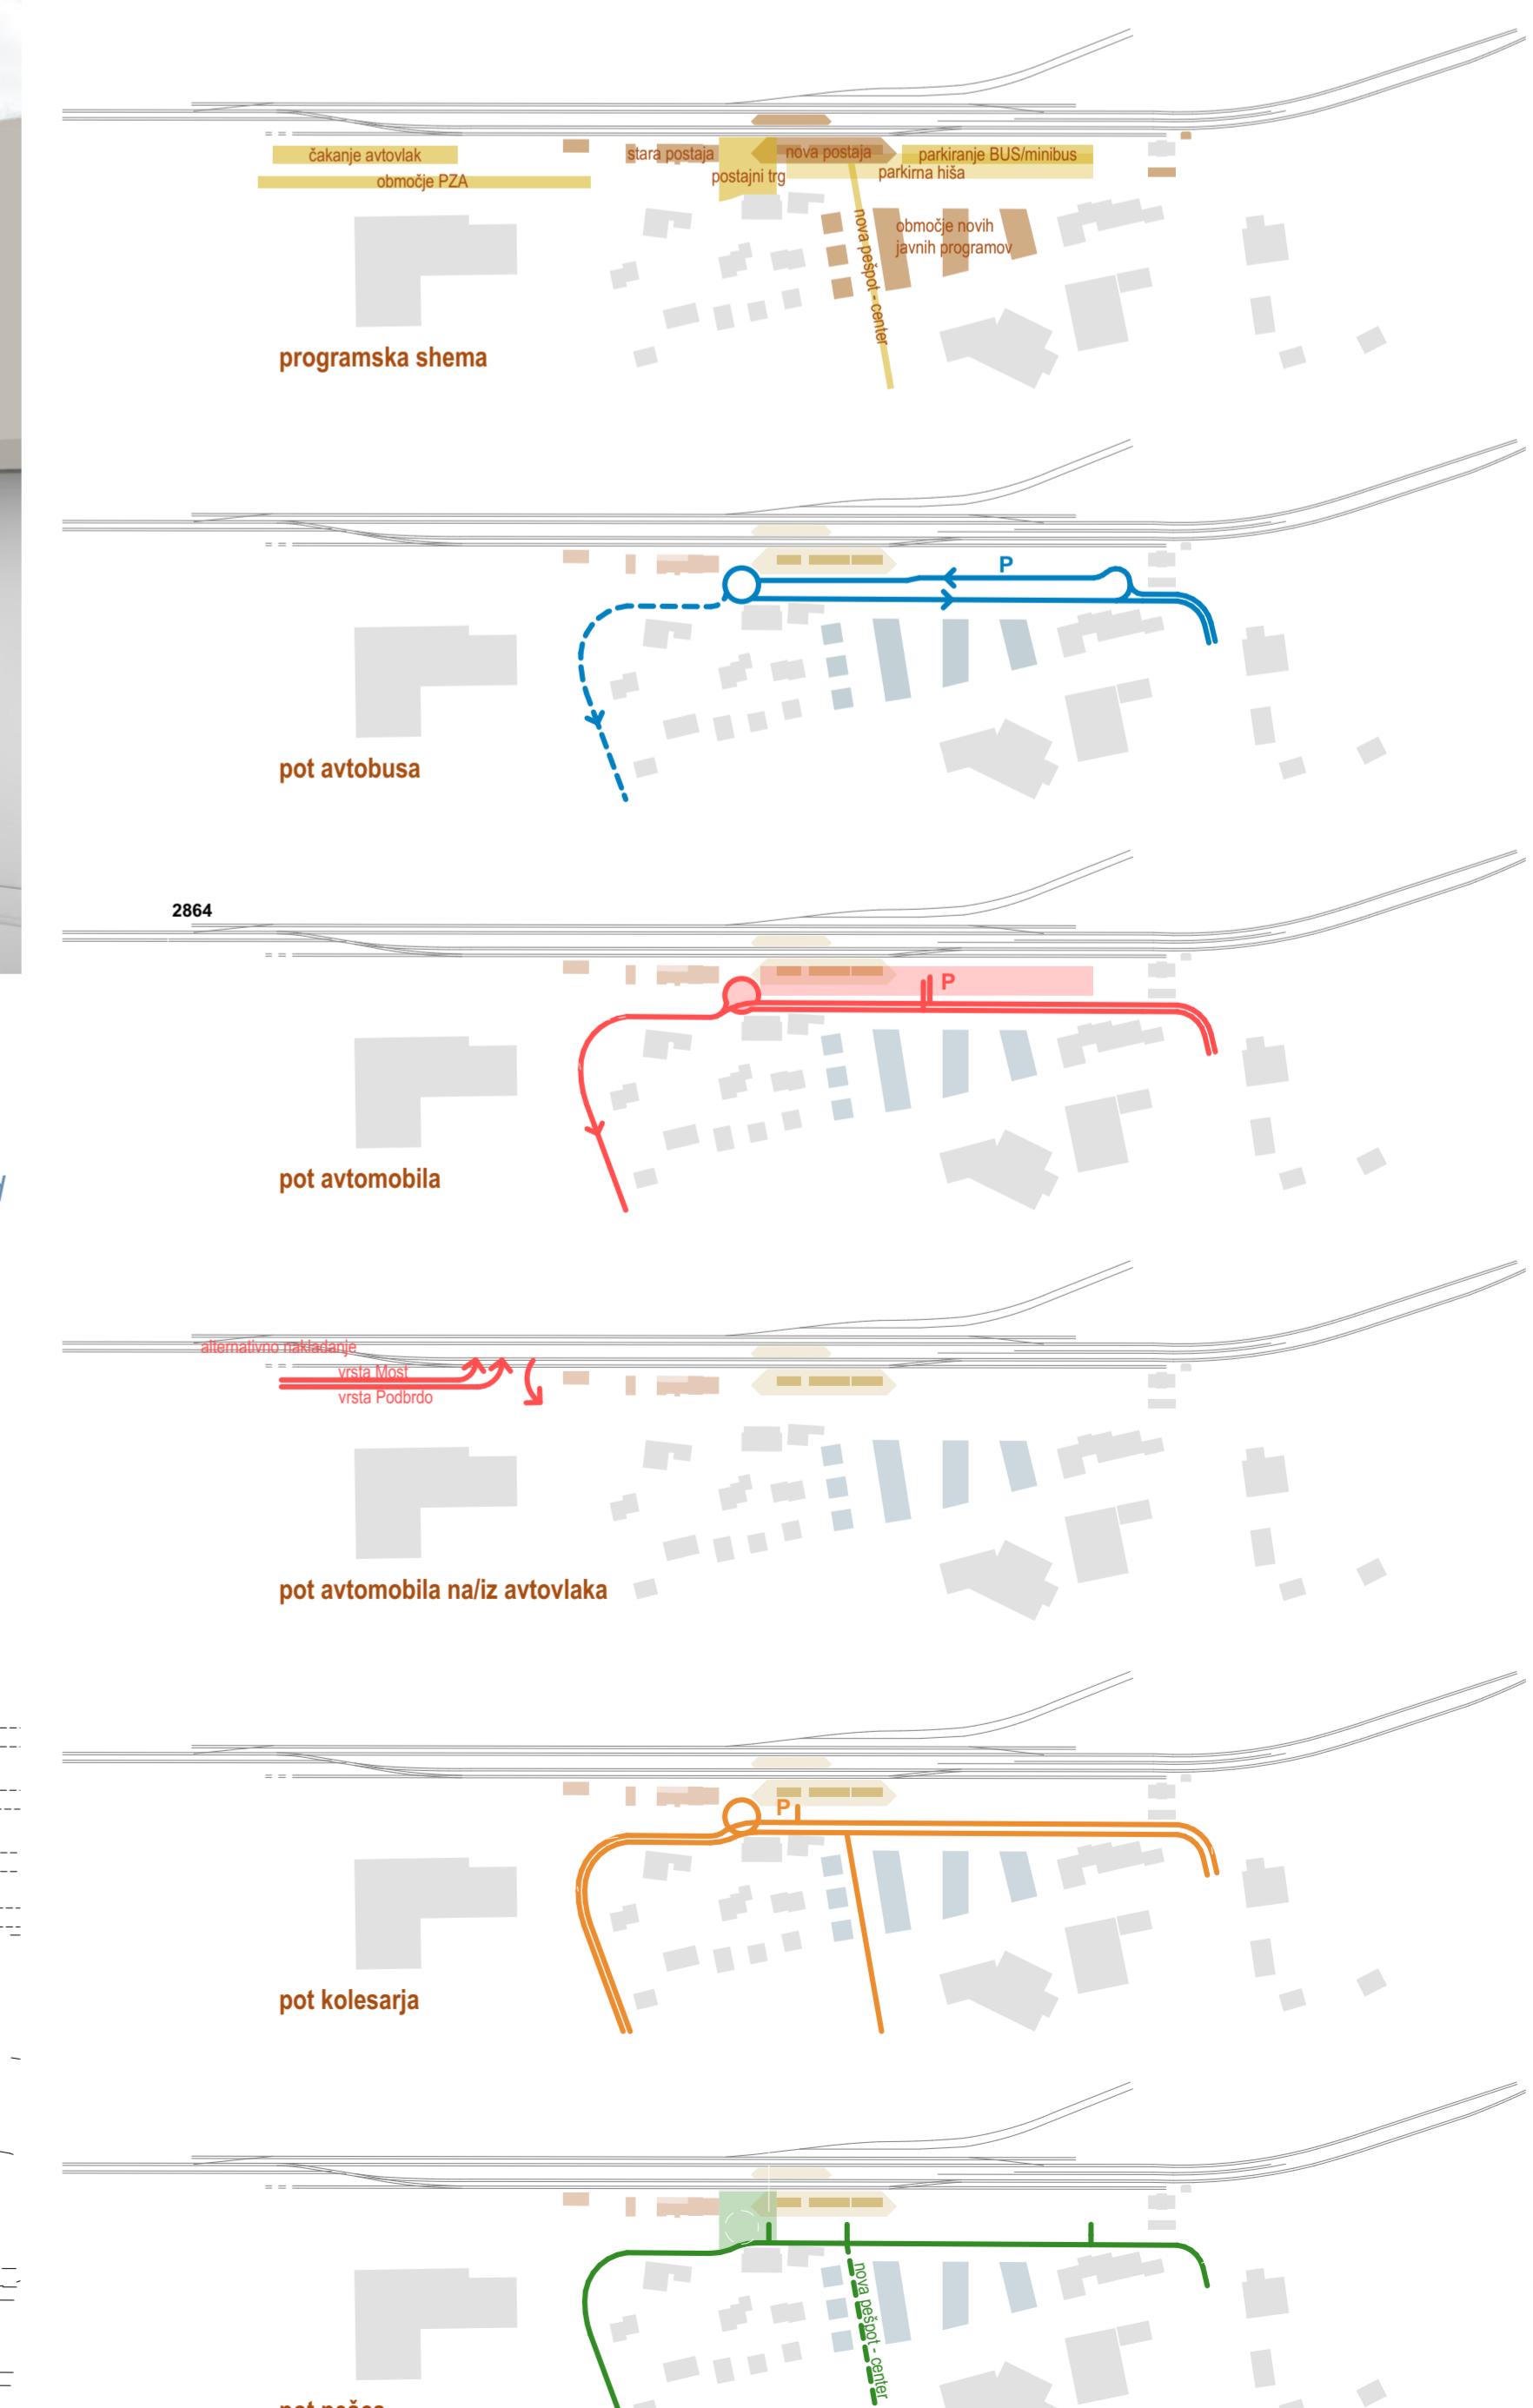 čakanje avtovlak
stara postaja
nova postaja
parkiranje BUS/minibus
območje PZA
postajni trg
parkirna hiša
območje novih
javnih programov
nova pešpot - center
programska shema
P
pot avtobusa
2864
P
pot avtomobila
alternativno nakladanje
vrsta Most
vrsta Podbrdo
pot avtomobila na/iz avtovlaka
P
pot kolesarja
nova pešpot - center